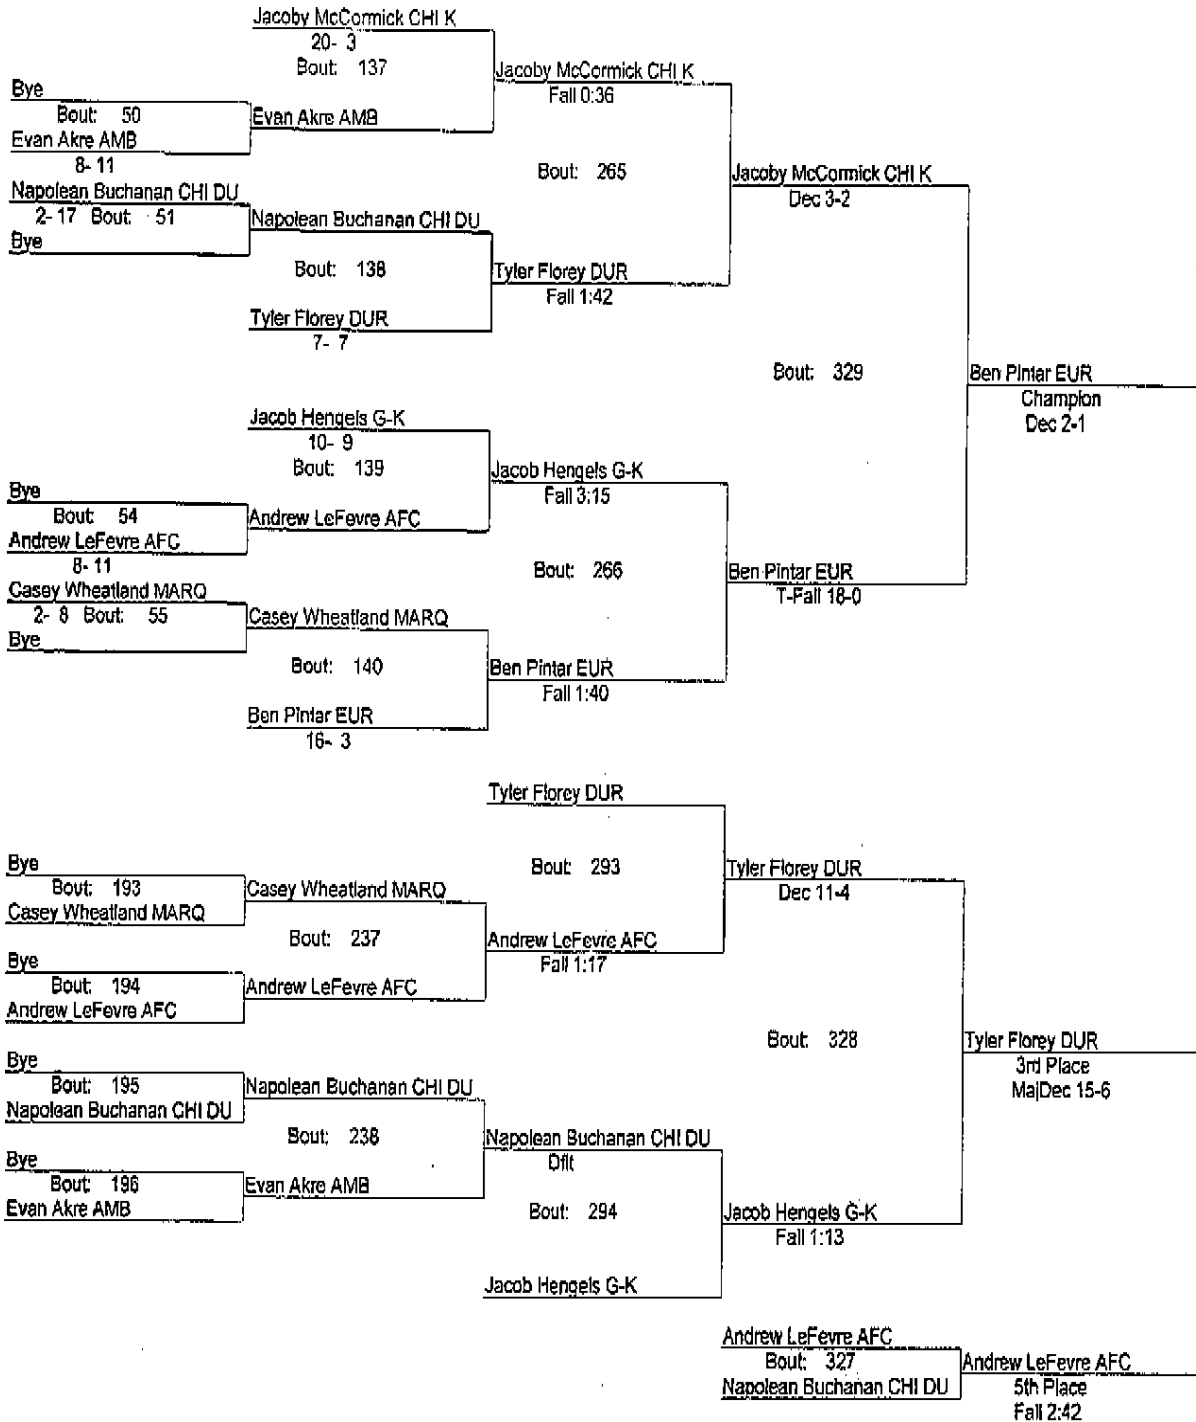 Jacoby McCormick CHI K
20- 3
Bout: 137
Jacoby McCormick CHI K
Fall 0:36
Bye
Bout: 50
Evan Akre AMB
Evan Akre AMB
8- 11
Bout: 265
Jacoby McCormick CHI K
Dec 3-2
Napolean Buchanan CHI DU
2- 17 Bout: 51
Napolean Buchanan CHI DU
Bye
Bout: 138
Tyler Florey DUR
Fall 1:42
Tyler Florey DUR
7- 7
Bout: 329
Ben Pintar EUR
Champion
Dec 2-1
Jacob Hengels G-K
10- 9
Bout: 139
Jacob Hengels G-K
Fall 3:15
Bye
Bout: 54
Andrew LeFevre AFC
Andrew LeFevre AFC
8- 11
Bout: 266
Ben Pintar EUR
T-Fall 18-0
Casey Wheatland MARQ
2- 8 Bout: 55
Casey Wheatland MARQ
Bye
Bout: 140
Ben Pintar EUR
Fall 1:40
Ben Pintar EUR
16- 3
Tyler Florey DUR
Bout: 293
Tyler Florey DUR
Dec 11-4
Bye
Bout: 193
Casey Wheatland MARQ
Casey Wheatland MARQ
Bout: 237
Andrew LeFevre AFC
Fall 1:17
Bye
Bout: 194
Andrew LeFevre AFC
Andrew LeFevre AFC
Bout: 328
Tyler Florey DUR
3rd Place
MajDec 15-6
Bye
Bout: 195
Napolean Buchanan CHI DU
Napolean Buchanan CHI DU
Bout: 238
Napolean Buchanan CHI DU
Dflt
Bye
Bout: 196
Evan Akre AMB
Evan Akre AMB
Bout: 294
Jacob Hengels G-K
Fall 1:13
Jacob Hengels G-K
Andrew LeFevre AFC
Bout: 327
Andrew LeFevre AFC
Napolean Buchanan CHI DU
5th Place
Fall 2:42